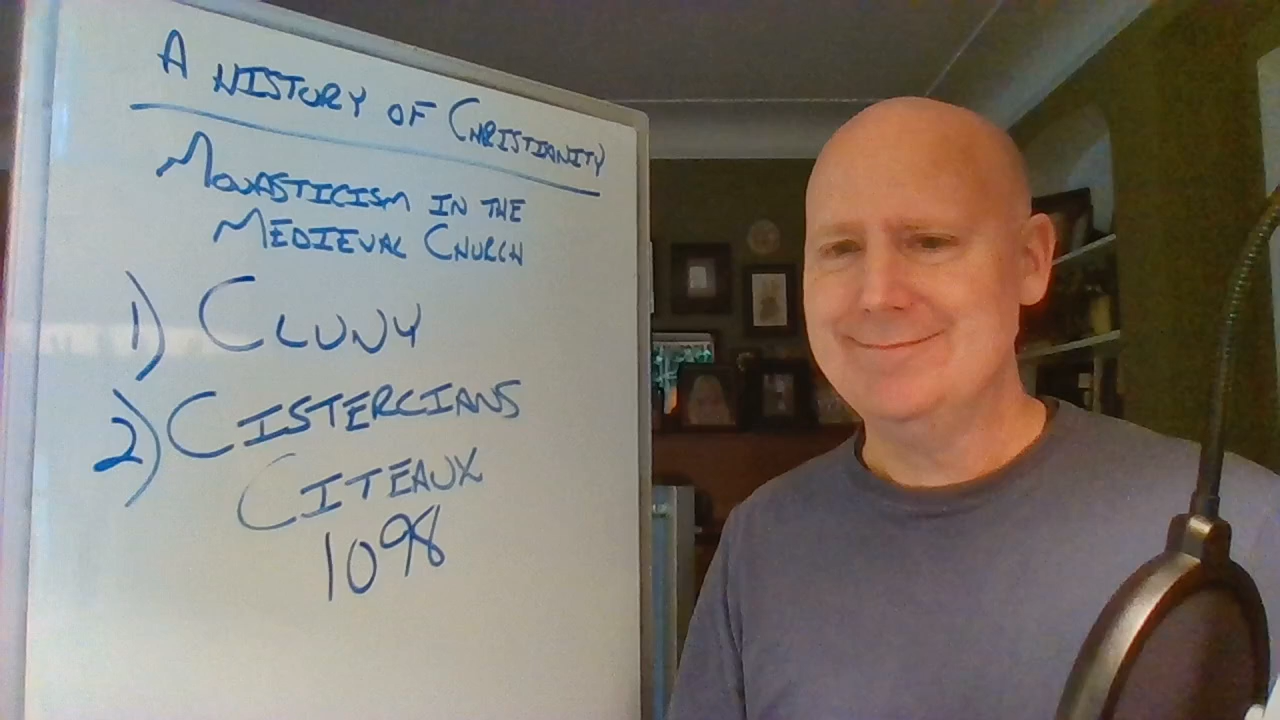 A HISTORY OF CHRISTIANITY
MONASTICISM IN THE
MEDIEVAL CHURCH
1) CLUNY
2) CISTERCIANS
CITEAUX
1098